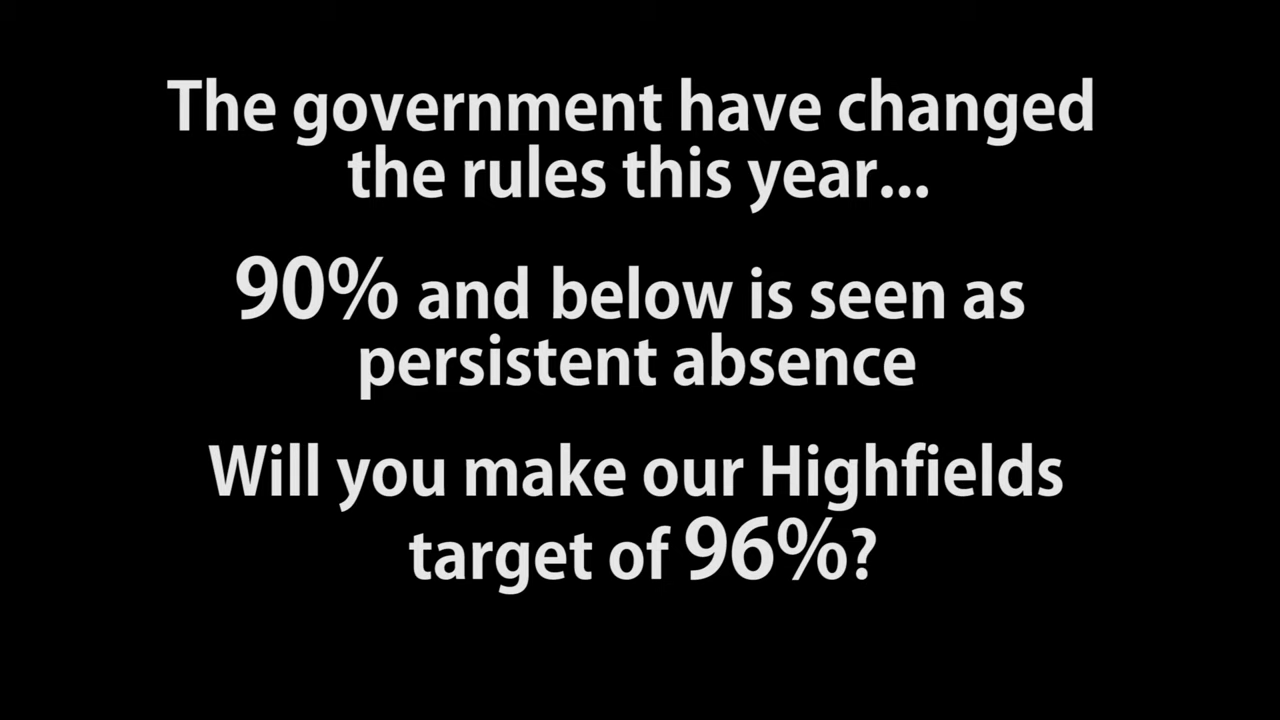 The government have changed
the rules this year...
90% and below is seen as
persistent absence
Will you make our Highfields
target of 96%?